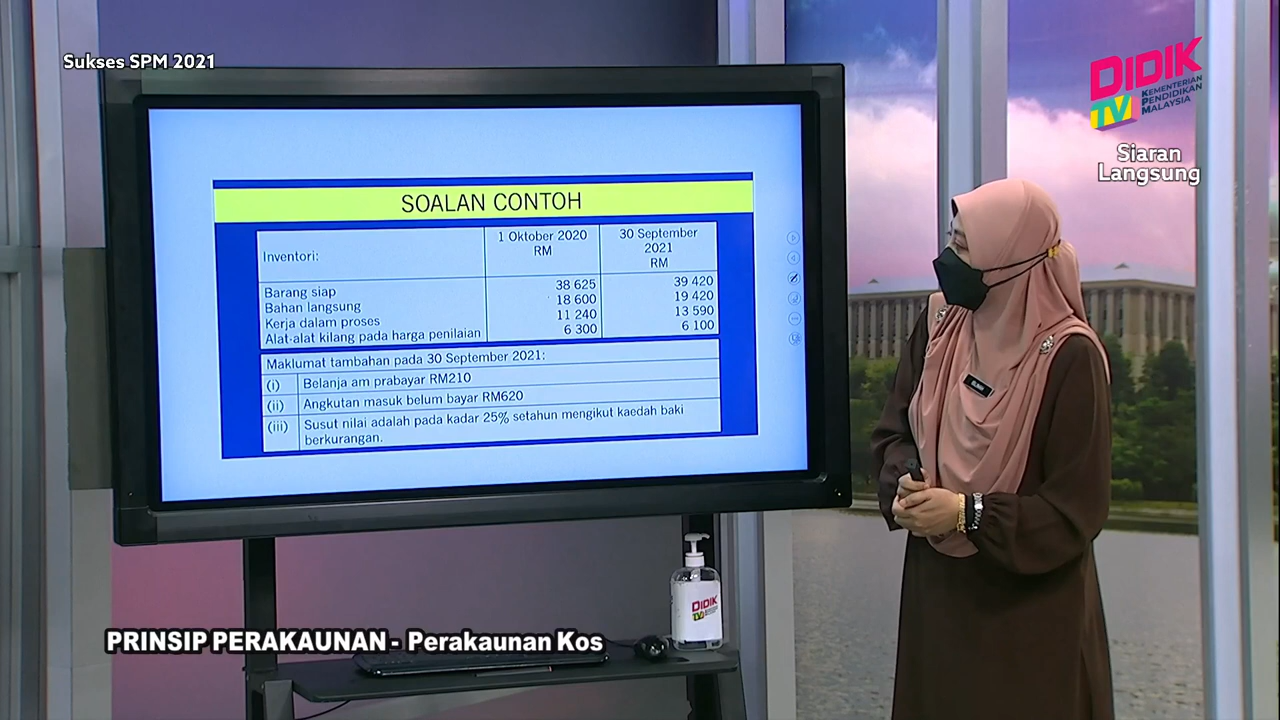 Sukses SPM 2021
DIDIK
TV
KEMENTERIAN
PENDIDIKAN
MALAYSIA
Siaran
Langsung
SOALAN CONTOH
Inventori:
1 Oktober 2020
RM
30 September
2021
RM
Barang siap 38 625 39 420
Bahan langsung 18 600 19 420
Kerja dalam proses 11 240 13 590
Alat-alat kilang pada harga penilaian 6 300 6 100
Maklumat tambahan pada 30 September 2021:
(i) Belanja am prabayar RM210
(ii) Angkutan masuk belum bayar RM620
(iii) Susut nilai adalah pada kadar 25% setahun mengikut kaedah baki
berkurangan.
DIDIK
TV
PRINSIP PERAKAUNAN - Perakaunan Kos